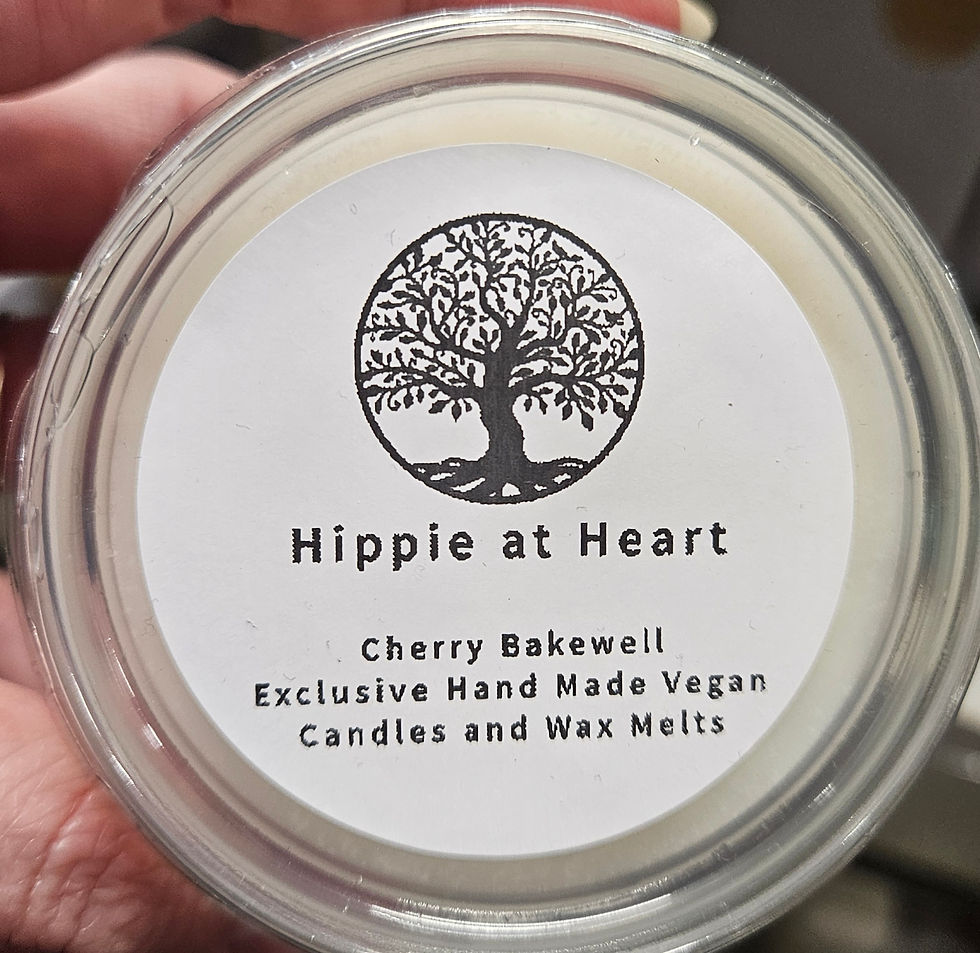 Hippie at Heart
Cherry Bakewell
Exclusive Hand Made Vegan
Candles and Wax Melts